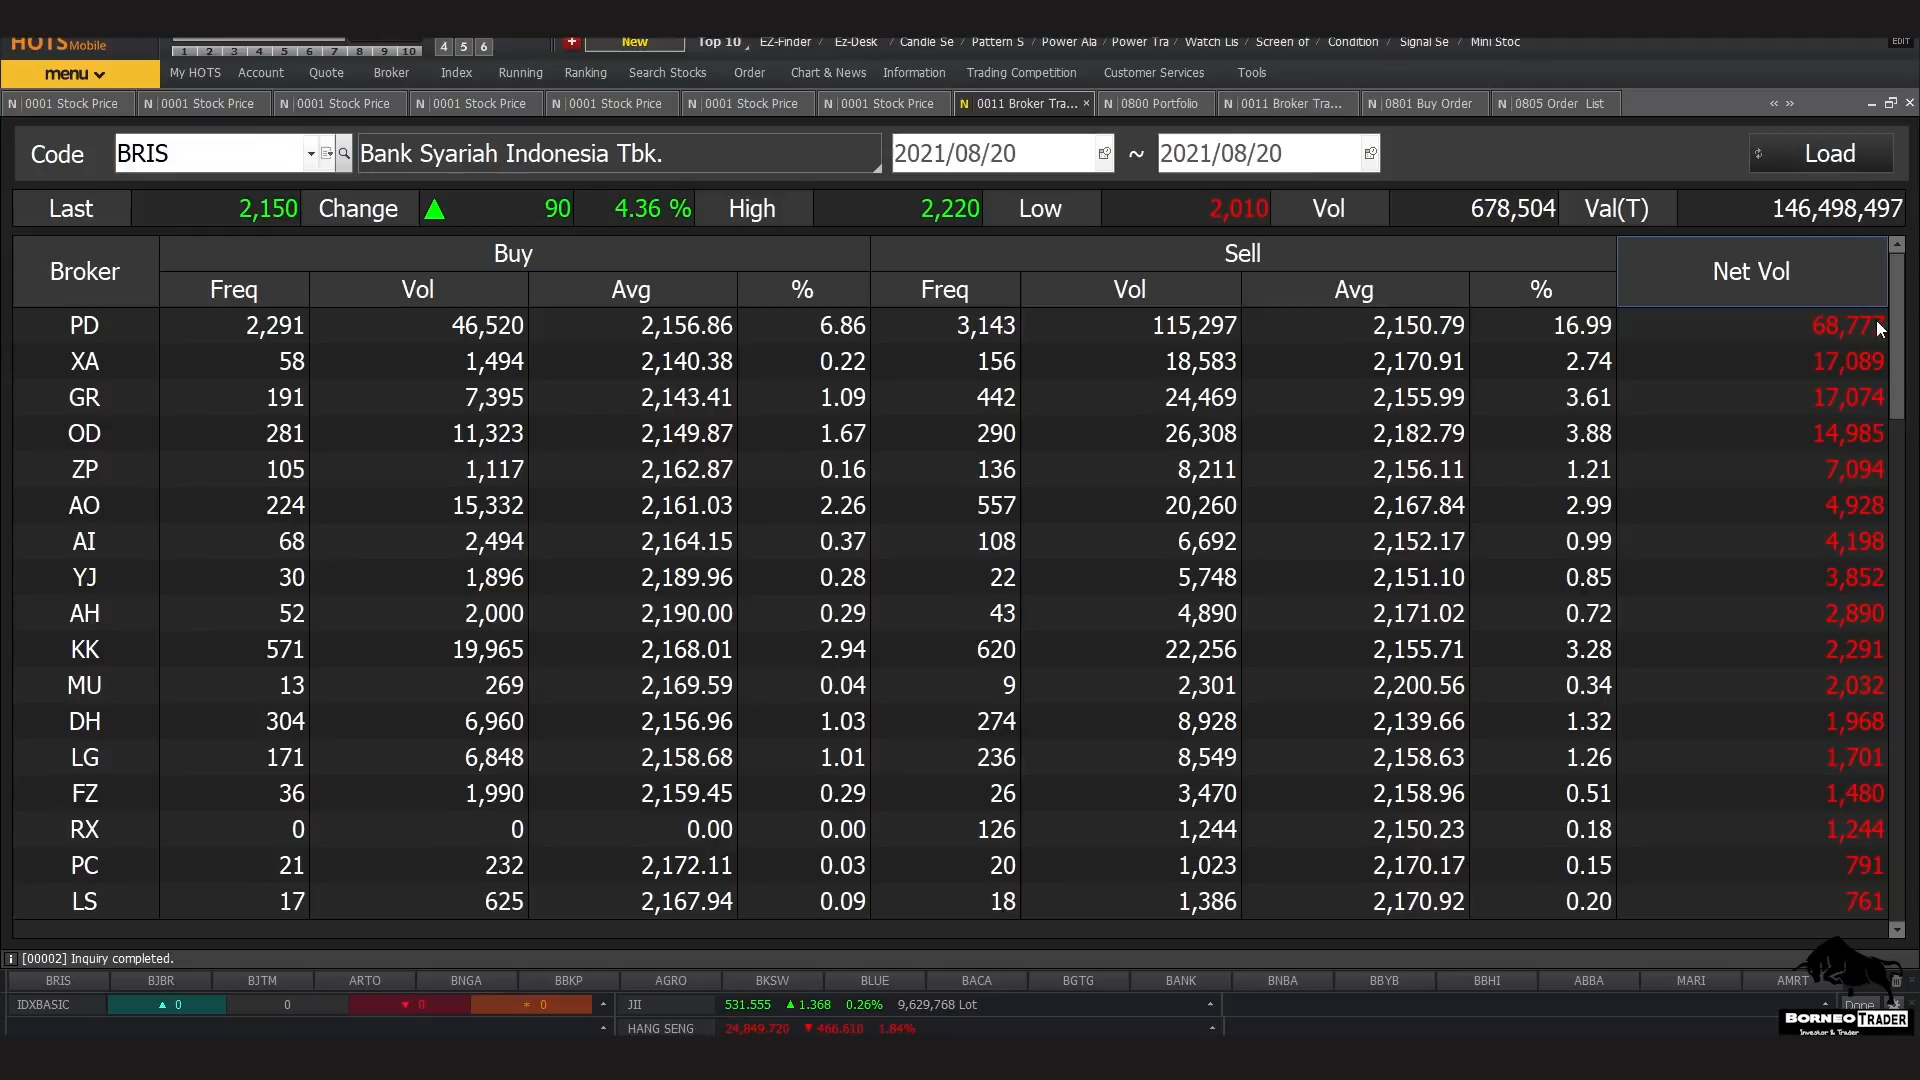 HOTS Mobile
1 2 3 4 5 6 7 8 9 10 4 5 6 New Top 10 EZ-Finder Ez-Desk Candle Se Pattern S Power Ala Power Tra Watch Lis Screen of Condition Signal Se Mini Stoc EDIT
menu My HOTS Account Quote Broker Index Running Ranking Search Stocks Order Chart & News Information Trading Competition Customer Services Tools
N 0001 Stock Price N 0001 Stock Price N 0001 Stock Price N 0001 Stock Price N 0001 Stock Price N 0001 Stock Price N 0001 Stock Price N 0011 Broker Tra... × N 0800 Portfolio N 0011 Broker Tra... N 0801 Buy Order N 0805 Order List « »
Code BRIS Bank Syariah Indonesia Tbk. 2021/08/20 ~ 2021/08/20 Load
Last 2,150 Change ▲ 90 4.36 % High 2,220 Low 2,010 Vol 678,504 Val(T) 146,498,497
Broker Buy Sell Net Vol
Freq Vol Avg % Freq Vol Avg %
PD 2,291 46,520 2,156.86 6.86 3,143 115,297 2,150.79 16.99 68,777
XA 58 1,494 2,140.38 0.22 156 18,583 2,170.91 2.74 17,089
GR 191 7,395 2,143.41 1.09 442 24,469 2,155.99 3.61 17,074
OD 281 11,323 2,149.87 1.67 290 26,308 2,182.79 3.88 14,985
ZP 105 1,117 2,162.87 0.16 136 8,211 2,156.11 1.21 7,094
AO 224 15,332 2,161.03 2.26 557 20,260 2,167.84 2.99 4,928
AI 68 2,494 2,164.15 0.37 108 6,692 2,152.17 0.99 4,198
YJ 30 1,896 2,189.96 0.28 22 5,748 2,151.10 0.85 3,852
AH 52 2,000 2,190.00 0.29 43 4,890 2,171.02 0.72 2,890
KK 571 19,965 2,168.01 2.94 620 22,256 2,155.71 3.28 2,291
MU 13 269 2,169.59 0.04 9 2,301 2,200.56 0.34 2,032
DH 304 6,960 2,156.96 1.03 274 8,928 2,139.66 1.32 1,968
LG 171 6,848 2,158.68 1.01 236 8,549 2,158.63 1.26 1,701
FZ 36 1,990 2,159.45 0.29 26 3,470 2,158.96 0.51 1,480
RX 0 0 0.00 0.00 126 1,244 2,150.23 0.18 1,244
PC 21 232 2,172.11 0.03 20 1,023 2,170.17 0.15 791
LS 17 625 2,167.94 0.09 18 1,386 2,170.92 0.20 761
[00002] Inquiry completed.
BRIS BJBR BJTM ARTO BNGA BBKP AGRO BKSW BLUE BACA BGTG BANK BNBA BBYB BBHI ABBA MARI AMRT
IDXBASIC ▲ 0 0 ▼ 0 * 0 JII 531.555 ▲ 1.368 0.26% 9,629,768 Lot Done
HANG SENG 24,849.720 ▼ 466.610 1.84% BORNEO TRADER
Investor & Trader